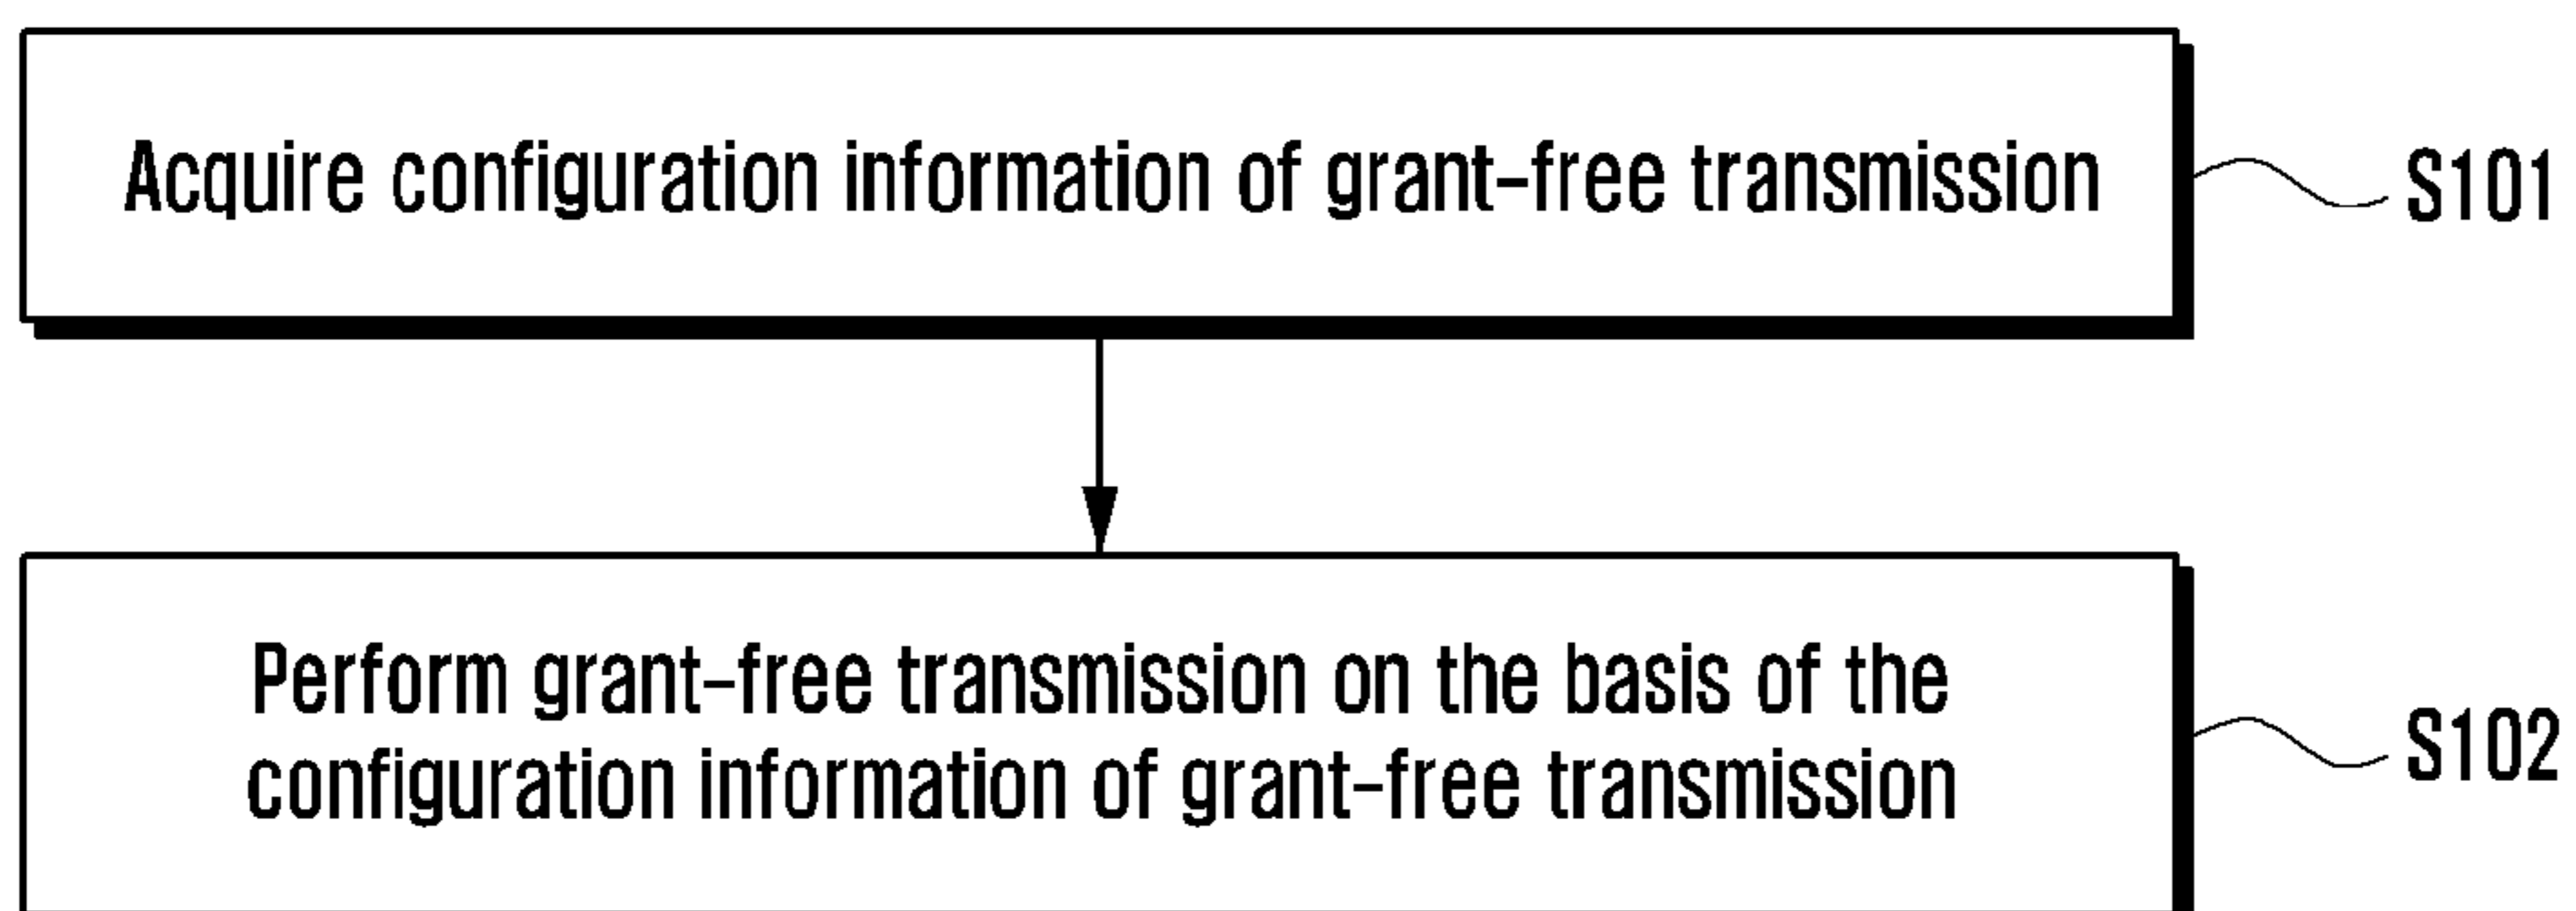 Acquire configuration information of grant-free transmission
S101
Perform grant-free transmission on the basis of the
configuration information of grant-free transmission
S102